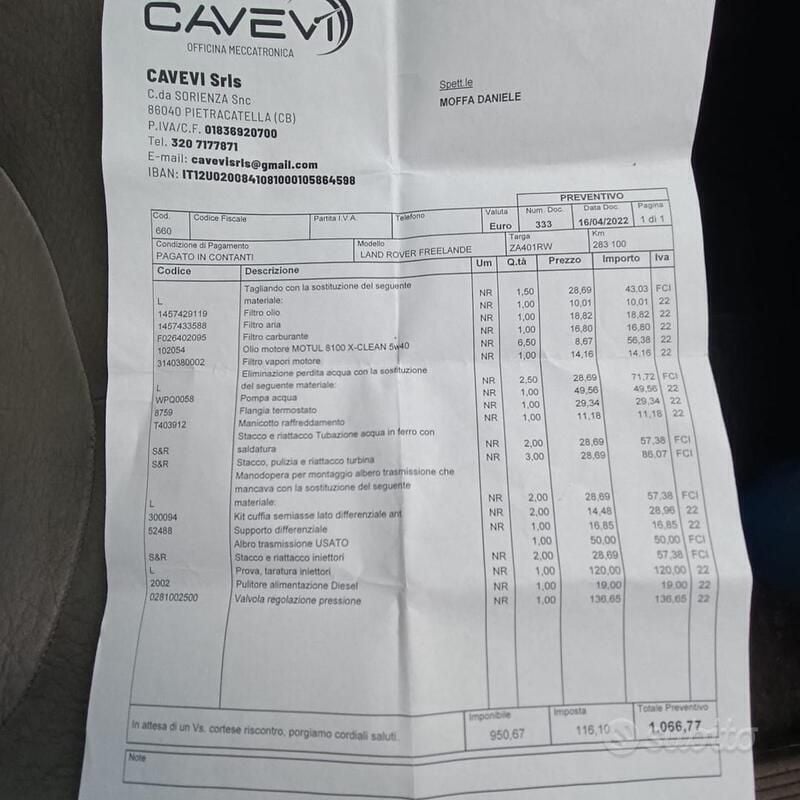 CAVEVI
OFFICINA MECCATRONICA
CAVEVI Srls
C.da SORIENZA Snc
86040 PIETRACATELLA (CB)
P.IVA/C.F. 01836920700
Tel. 320 7177871
E-mail: cavevisrls@gmail.com
IBAN: IT12U0200841081000105864598
Spett.le
MOFFA DANIELE
PREVENTIVO
Cod. Codice Fiscale Partita I.V.A. Telefono Valuta Num. Doc. Data Doc. Pagina
660 Euro 333 16/04/2022 1 di 1
Condizione di Pagamento Modello Targa Km
PAGATO IN CONTANTI LAND ROVER FREELANDE ZA401RW 283 100
Codice Descrizione Um Q.tà Prezzo Importo Iva
Tagliando con la sostituzione del seguente
L materiale: NR 1,50 28,69 43,03 FCI
1457429119 Filtro olio NR 1,00 10,01 10,01 22
1457433588 Filtro aria NR 1,00 18,82 18,82 22
F026402095 Filtro carburante NR 1,00 16,80 16,80 22
102054 Olio motore MOTUL 8100 X-CLEAN 5w40 NR 6,50 8,67 56,38 22
3140380002 Filtro vapori motore NR 1,00 14,16 14,16 22
Eliminazione perdita acqua con la sostituzione
L del seguente materiale: NR 2,50 28,69 71,72 FCI
WPQ0058 Pompa acqua NR 1,00 49,56 49,56 22
8759 Flangia termostato NR 1,00 29,34 29,34 22
T403912 Manicotto raffreddamento NR 1,00 11,18 11,18 22
Stacco e riattacco Tubazione acqua in ferro con
S&R saldatura NR 2,00 28,69 57,38 FCI
S&R Stacco, pulizia e riattacco turbina NR 3,00 28,69 86,07 FCI
Manodopera per montaggio albero trasmissione che
mancava con la sostituzione del seguente
L materiale: NR 2,00 28,69 57,38 FCI
300094 Kit cuffia semiasse lato differenziale ant NR 2,00 14,48 28,96 22
52488 Supporto differenziale NR 1,00 16,85 16,85 22
Albro trasmissione USATO 1,00 50,00 50,00 FCI
S&R Stacco e riattacco iniettori NR 2,00 28,69 57,38 FCI
L Prova, taratura iniettori NR 1,00 120,00 120,00 22
2002 Pulitore alimentazione Diesel NR 1,00 19,00 19,00 22
0281002500 Valvola regolazione pressione NR 1,00 136,65 136,65 22
In attesa di un Vs. cortese riscontro, porgiamo cordiali saluti. Imponibile Imposta Totale Preventivo
950,67 116,10 1.066,77
Note
subito